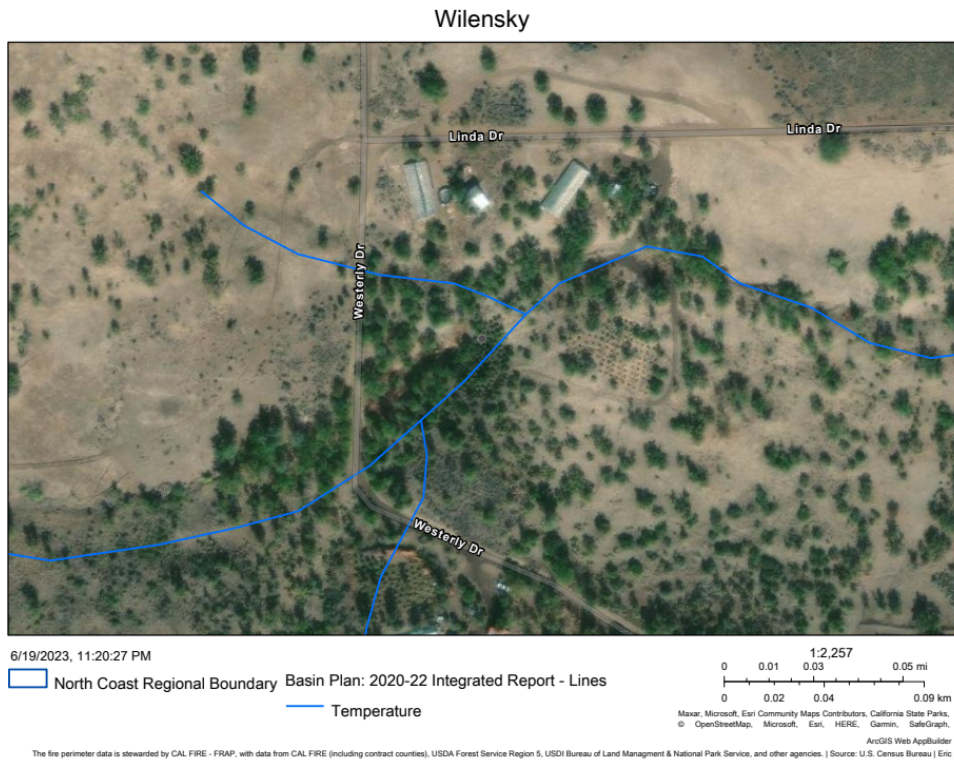 Wilensky
Linda Dr
Linda Dr
Westerly Dr
Westerly Dr
6/19/2023, 11:20:27 PM
North Coast Regional Boundary
Basin Plan: 2020-22 Integrated Report - Lines
Temperature
1:2,257
0 0.01 0.03 0.05 mi
0 0.02 0.04 0.09 km
Maxar, Microsoft, Esri Community Maps Contributors, California State Parks,
© OpenStreetMap, Microsoft, Esri, HERE, Garmin, SafeGraph,
ArcGIS Web AppBuilder
The fire perimeter data is stewarded by CAL FIRE - FRAP, with data from CAL FIRE (including contract counties), USDA Forest Service Region 5, USDI Bureau of Land Managment & National Park Service, and other agencies. | Source: U.S. Census Bureau | Eric